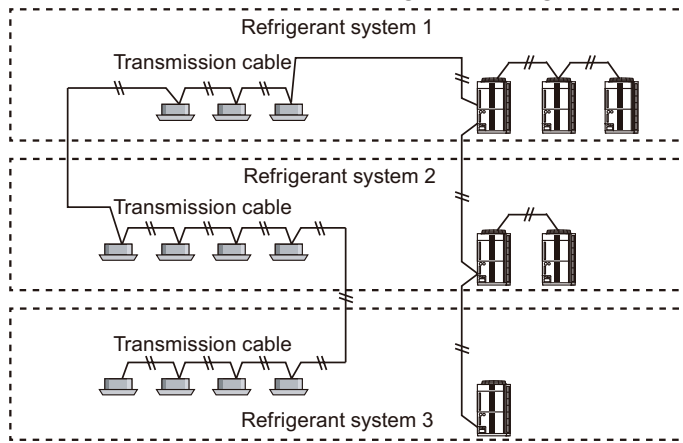 Refrigerant system 1
Transmission cable
Refrigerant system 2
Transmission cable
Transmission cable
Refrigerant system 3